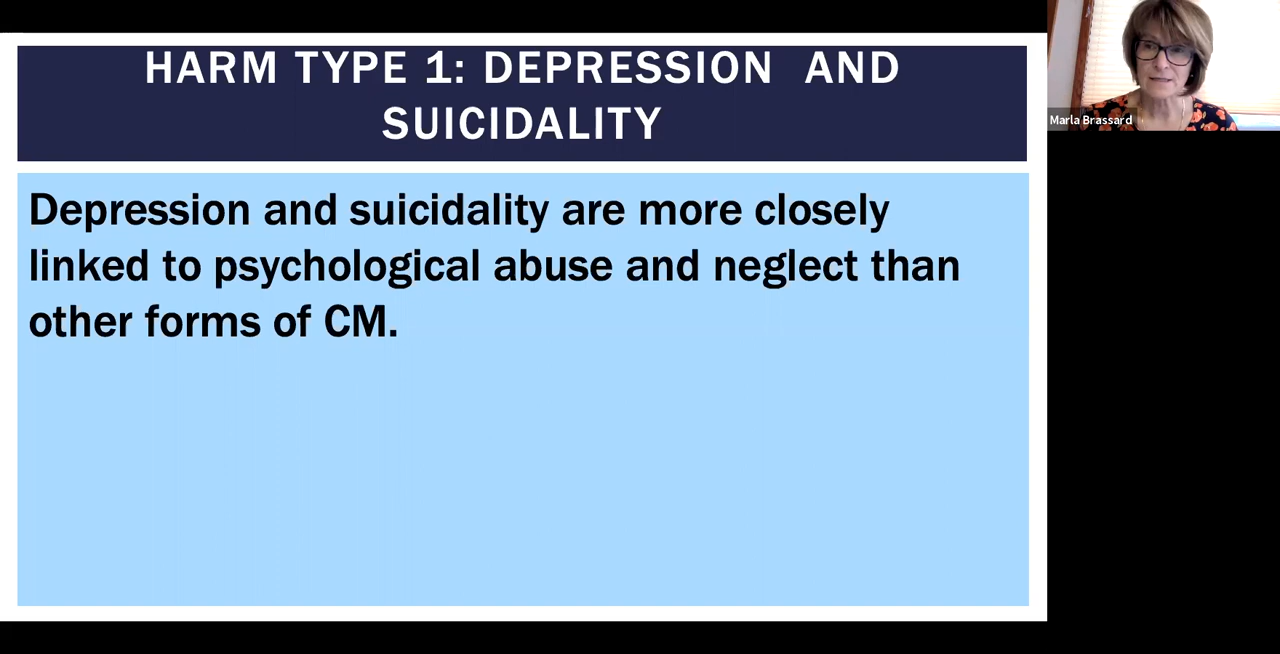 HARM TYPE 1: DEPRESSION AND
SUICIDALITY
Depression and suicidality are more closely
linked to psychological abuse and neglect than
other forms of CM.
Marla Brassard